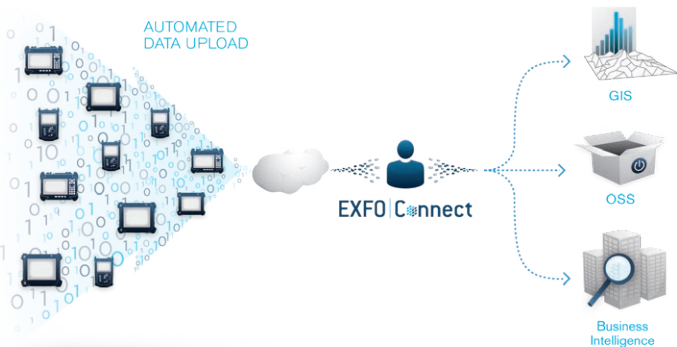 AUTOMATED
DATA UPLOAD
GIS
EXFO|Connect
OSS
Business
Intelligence